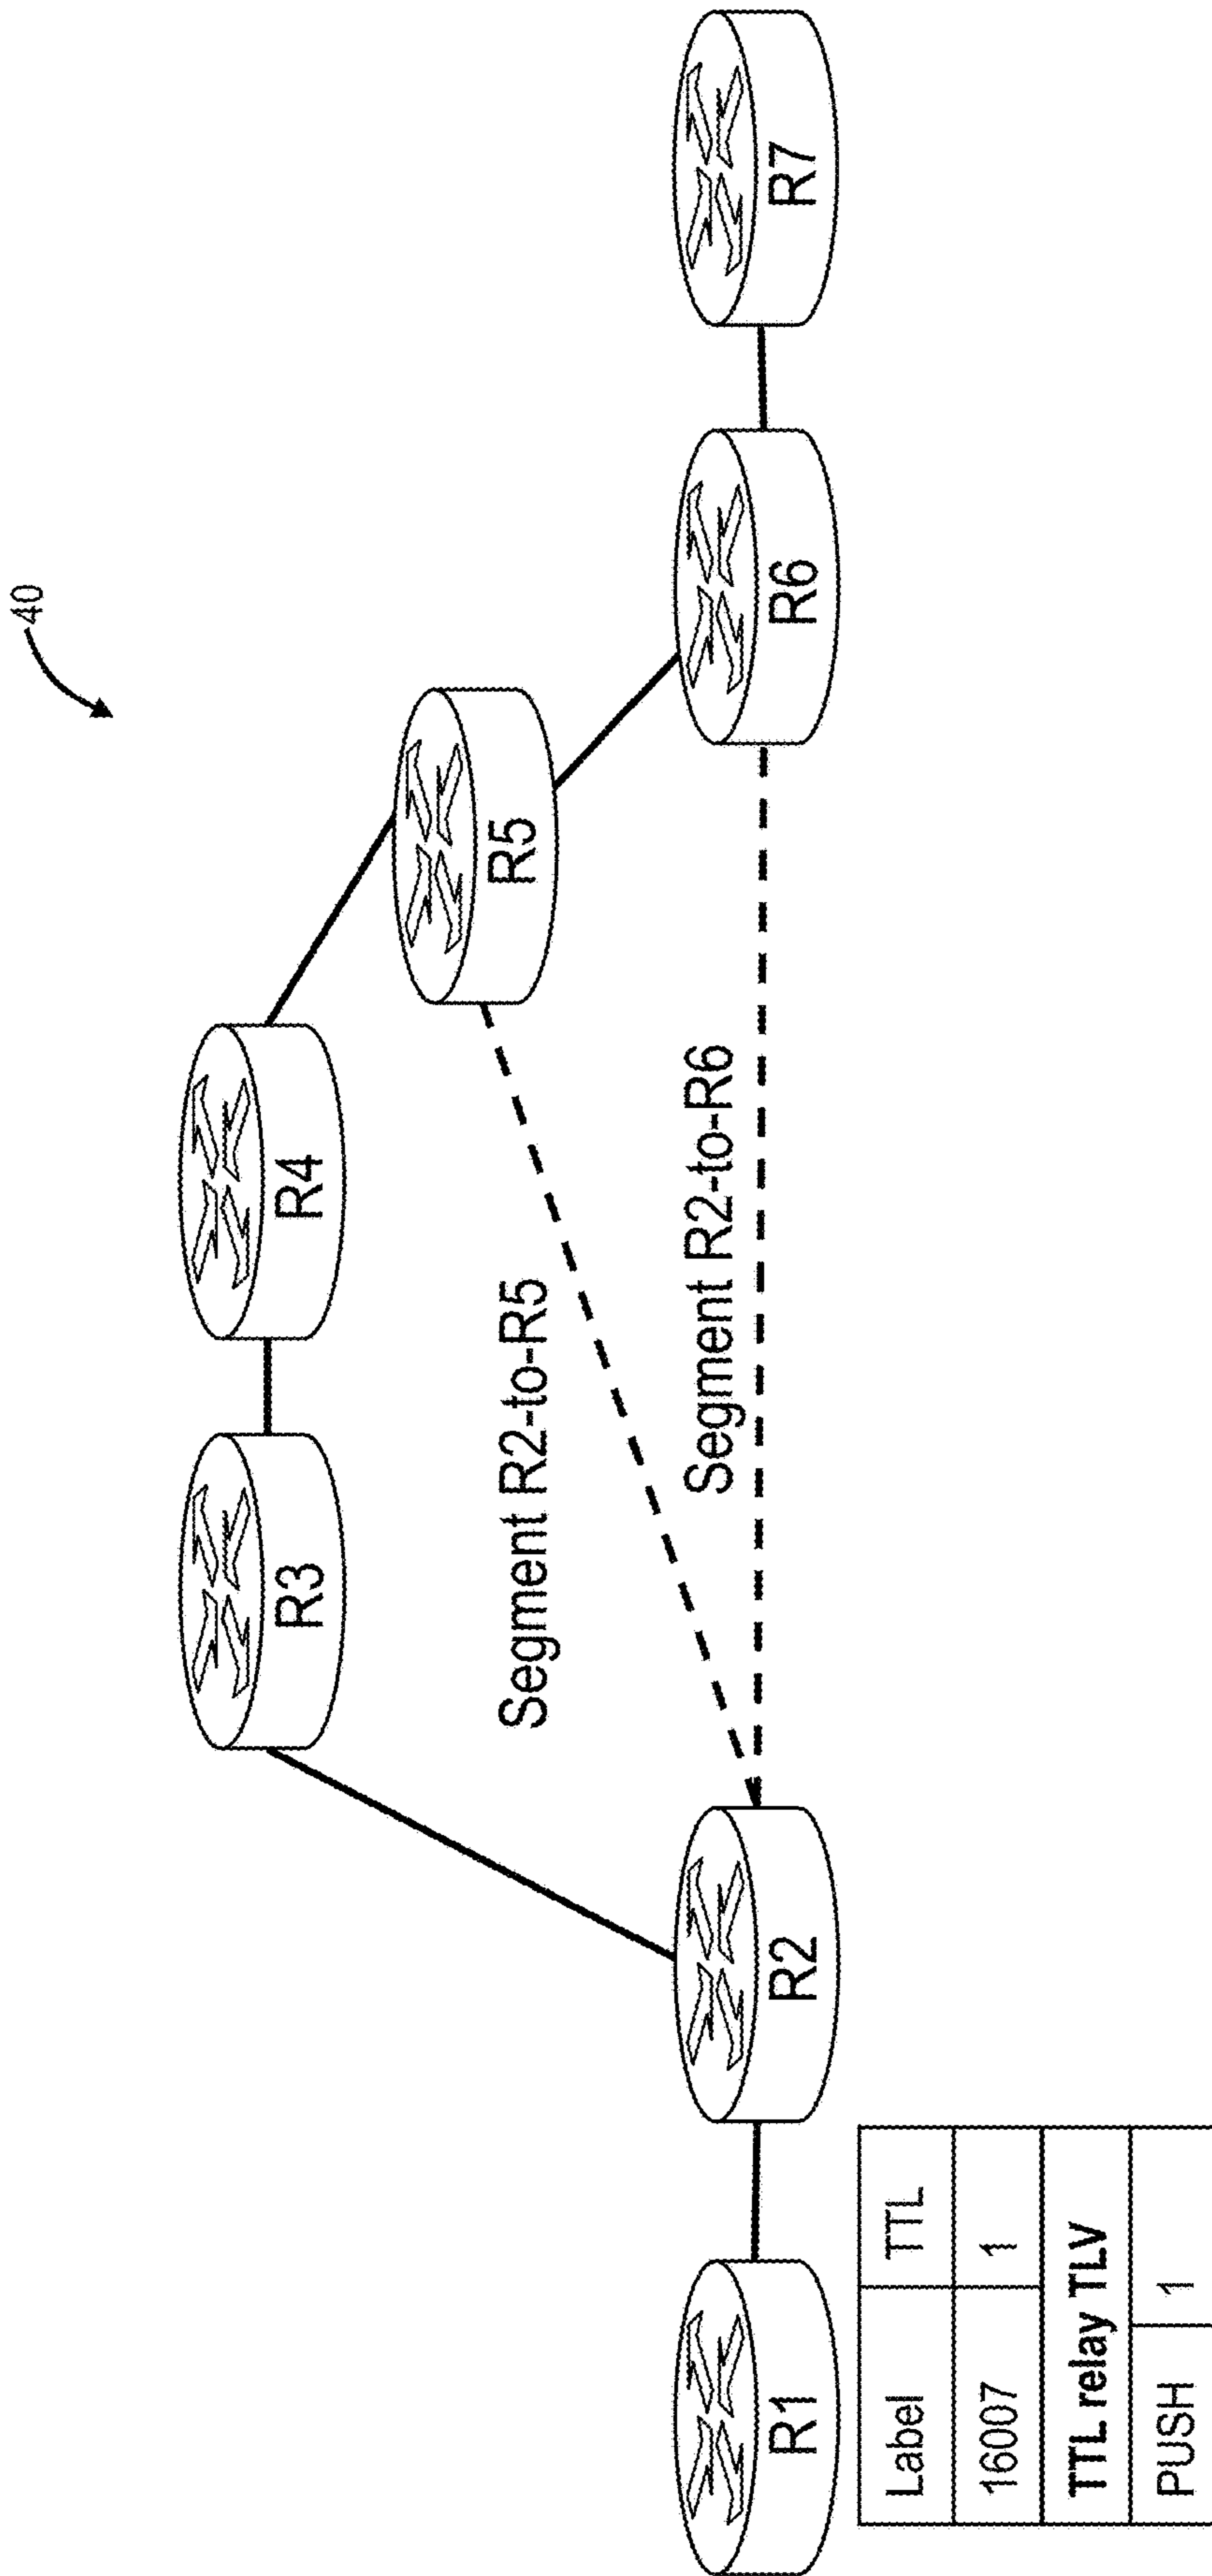 40
R3
R4
Segment R2-to-R5
R5
Segment R2-to-R6
R1
R2
R6
R7
Label TTL
16007 1
TTL relay TLV
PUSH 1